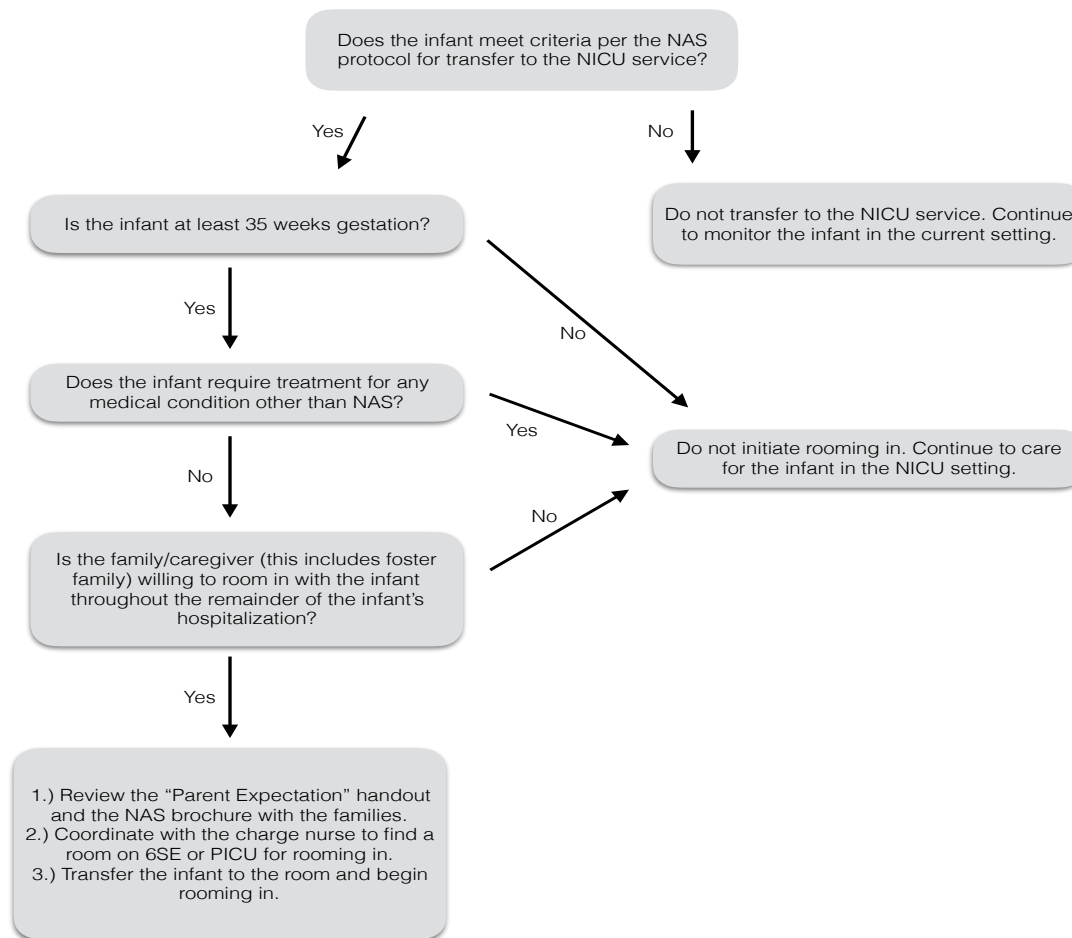 Does the infant meet criteria per the NAS
protocol for transfer to the NICU service?
Yes
No
Is the infant at least 35 weeks gestation?
Do not transfer to the NICU service. Continue
to monitor the infant in the current setting.
Yes
No
Does the infant require treatment for any
medical condition other than NAS?
Yes
Do not initiate rooming in. Continue to care
for the infant in the NICU setting.
No
No
Is the family/caregiver (this includes foster
family) willing to room in with the infant
throughout the remainder of the infant’s
hospitalization?
Yes
1.) Review the “Parent Expectation” handout
and the NAS brochure with the families.
2.) Coordinate with the charge nurse to find a
room on 6SE or PICU for rooming in.
3.) Transfer the infant to the room and begin
rooming in.